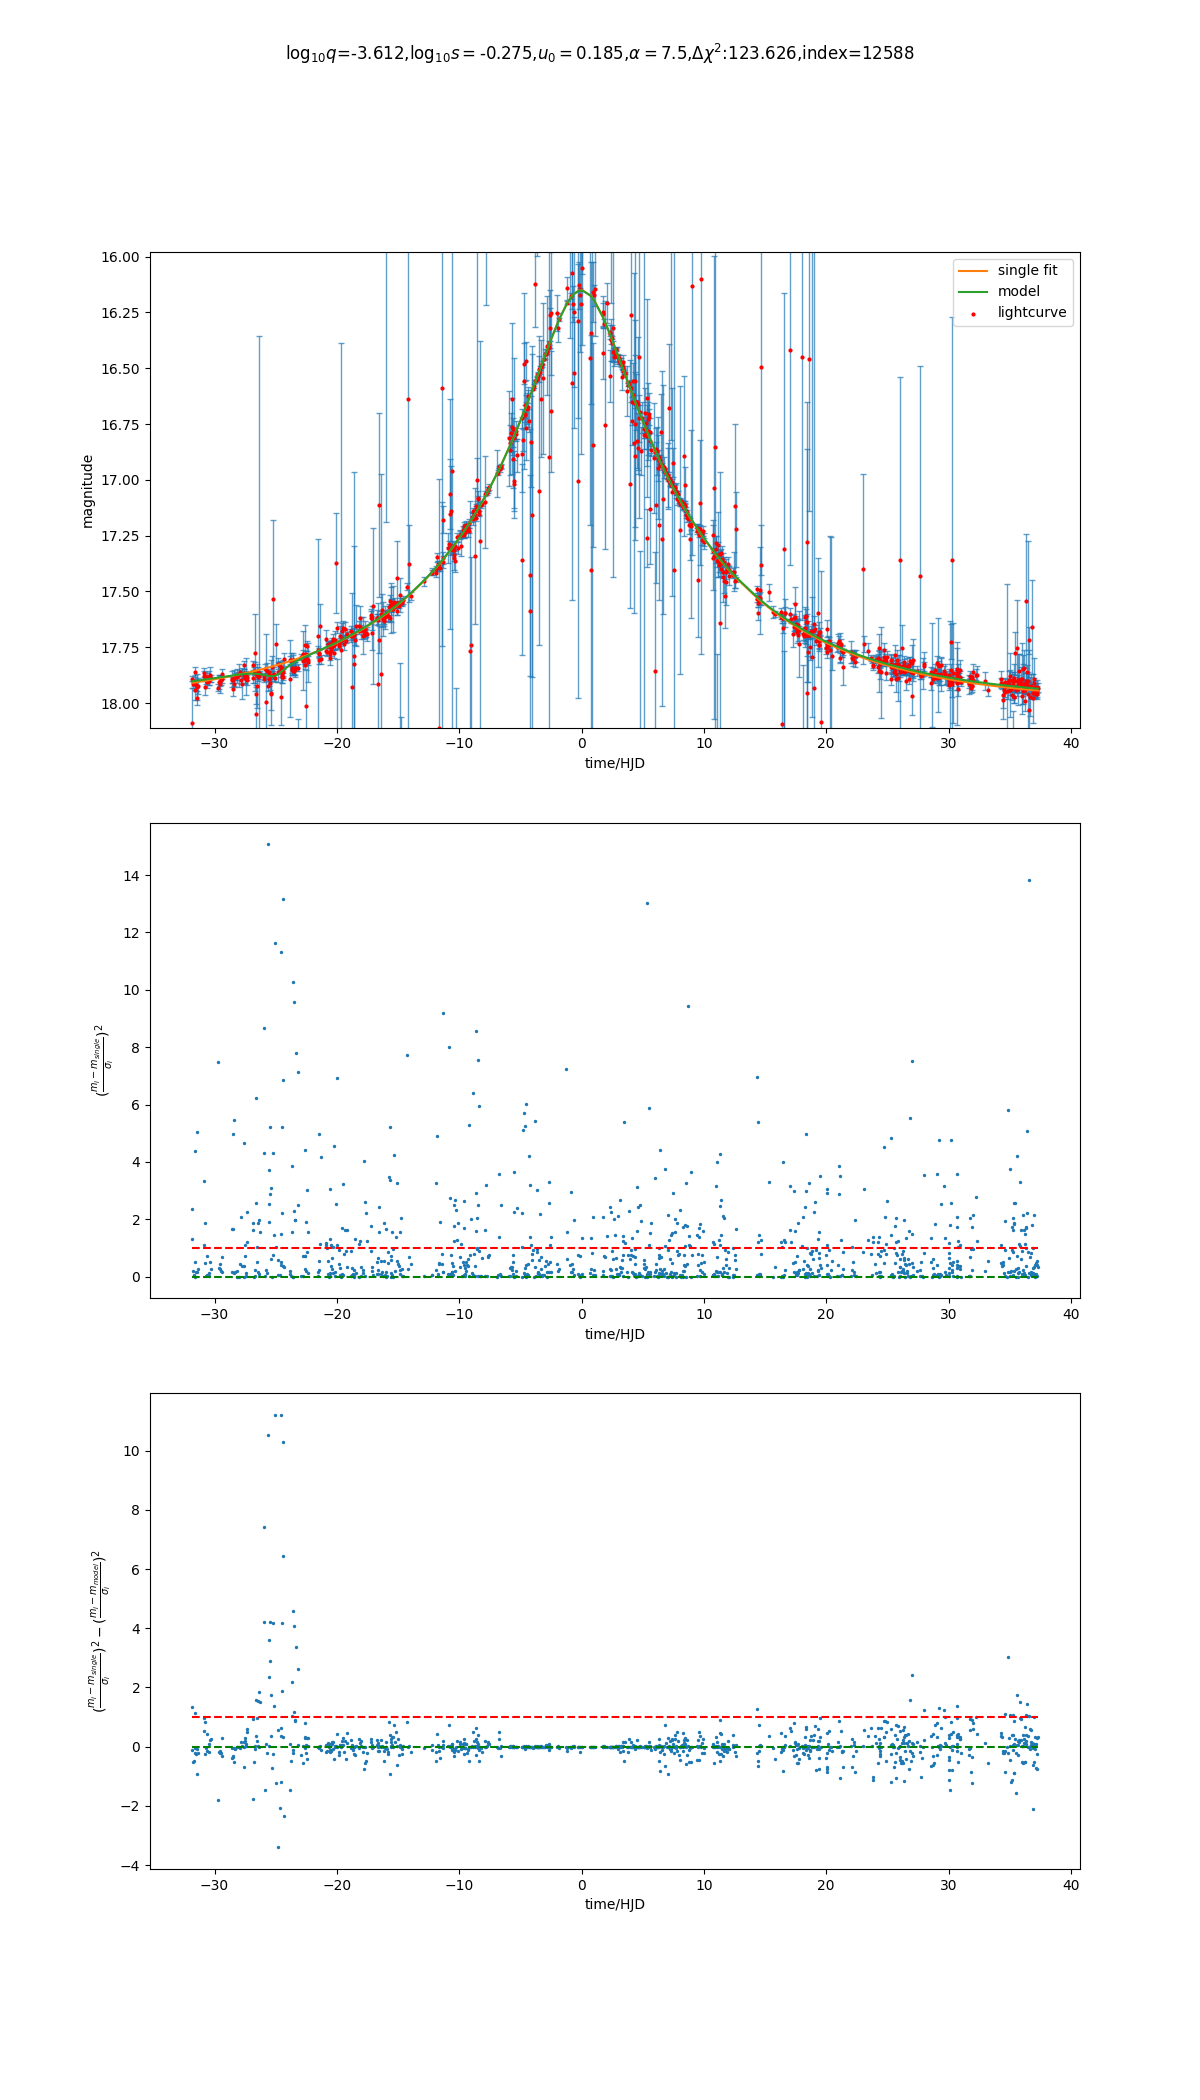 log₁₀q=-3.612,log₁₀s = -0.275,u₀ = 0.185,α = 7.5,Δχ²:123.626,index=12588
16.00
16.25
16.50
16.75
17.00
17.25
17.50
17.75
18.00
magnitude
single fit
model
lightcurve
−30 −20 −10 0 10 20 30 40
time/HJD
14
12
10
8
6
4
2
0
(mᵢ − m_single / σᵢ)²
−30 −20 −10 0 10 20 30 40
time/HJD
10
8
6
4
2
0
−2
−4
(mᵢ − m_single / σᵢ)² − (mᵢ − m_model / σᵢ)²
−30 −20 −10 0 10 20 30 40
time/HJD